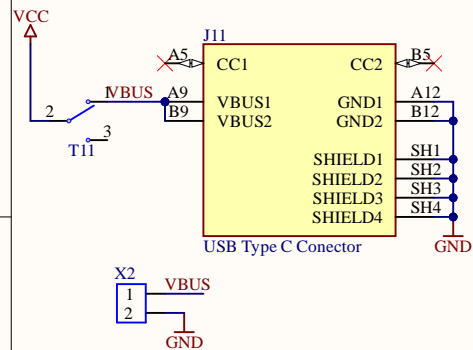 VCC
J11
A5 CC1 CC2 B5
1 VBUS A9 VBUS1 GND1 A12
2 B9 VBUS2 GND2 B12
3
T11
SHIELD1 SH1
SHIELD2 SH2
SHIELD3 SH3
SHIELD4 SH4
USB Type C Conector GND
X2
1 VBUS
2
GND